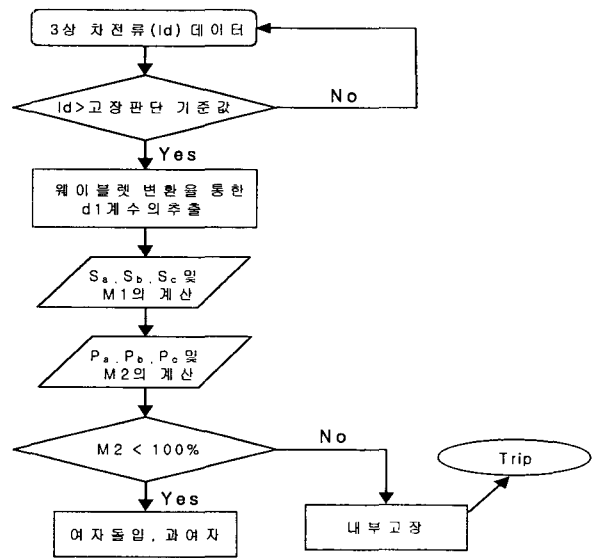 3상 차전류(Id) 데이터
Id>고장판단 기준값
No
Yes
웨이블렛 변환을 통한
d1계수의추출
Sa, Sb, Sc 및
M1의 계산
Pa, Pb, Pc 및
M2의 계산
M2 < 100%
No
Trip
Yes
여자돌입, 과여자
내부고장